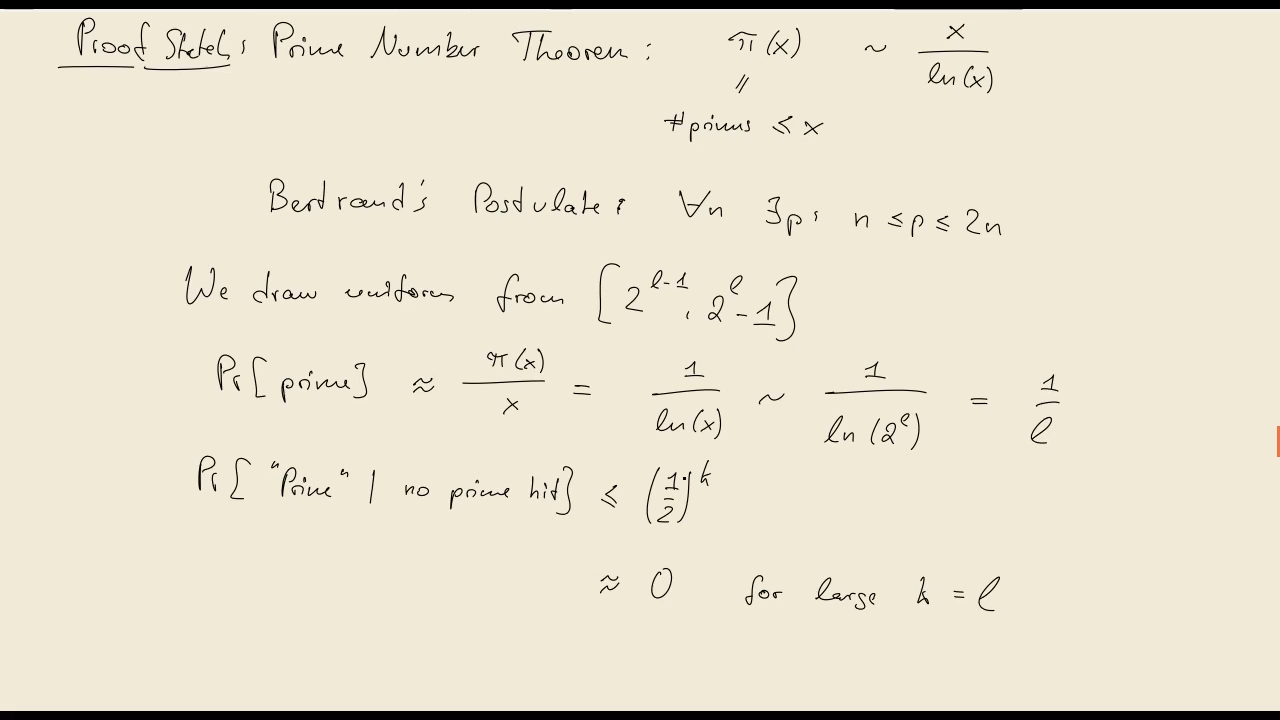 Proof Sketch: Prime Number Theorem: π(x) ~ x / ln(x)
=
#primes ≤ x
Bertrand's Postulate: ∀n ∃p: n ≤ p ≤ 2n
We draw uniform from [2^{l-1}, 2^l - 1]
Pr[prime] ≈ π(x) / x = 1 / ln(x) ~ 1 / ln(2^l) = 1 / l
Pr["Prime" | no prime hit] ≤ (1/2)^k
≈ 0 for large k = l